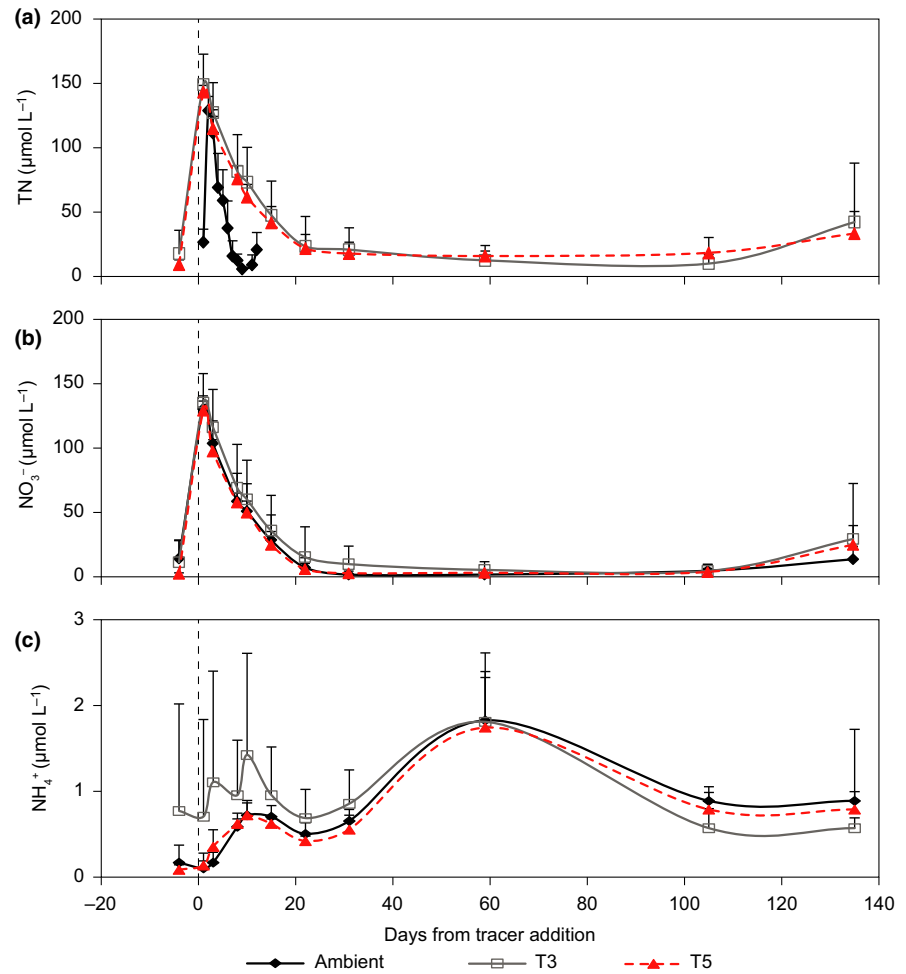 (a)
200
150
100
50
0
TN (µmol L⁻¹)
(b)
200
150
100
50
0
NO₃⁻ (µmol L⁻¹)
(c)
3
2
1
0
NH₄⁺ (µmol L⁻¹)
−20 0 20 40 60 80 100 120 140
Days from tracer addition
Ambient T3 T5